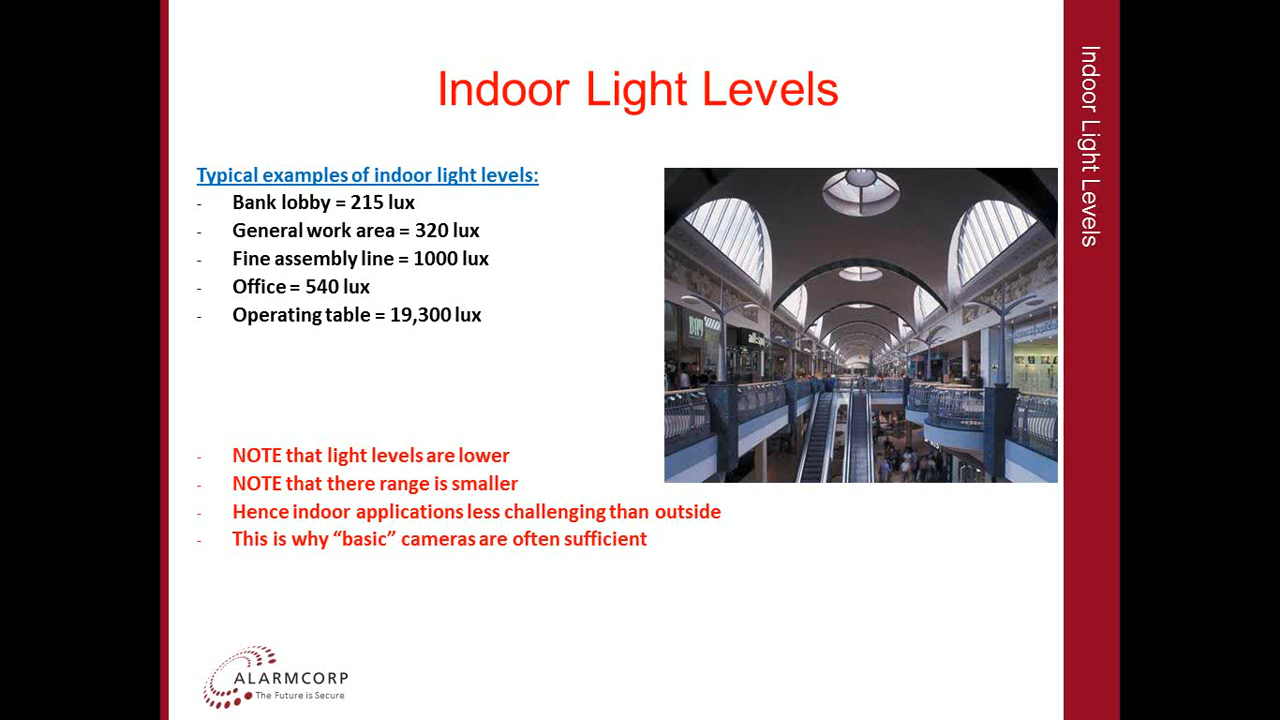 Indoor Light Levels
Indoor Light Levels
Typical examples of indoor light levels:
- Bank lobby = 215 lux
- General work area = 320 lux
- Fine assembly line = 1000 lux
- Office = 540 lux
- Operating table = 19,300 lux
- NOTE that light levels are lower
- NOTE that there range is smaller
- Hence indoor applications less challenging than outside
- This is why “basic” cameras are often sufficient
ALARMCORP
The Future is Secure